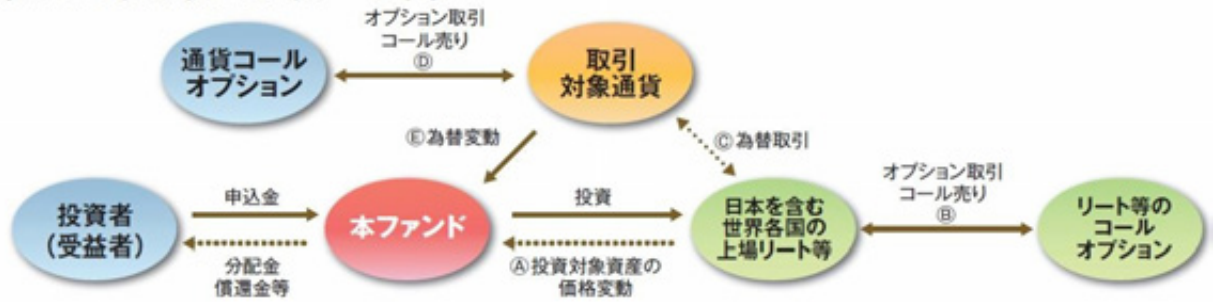 オプション取引
コール売り
Ⓓ
通貨コール
オプション
取引
対象通貨
Ⓔ為替変動
Ⓒ為替取引
オプション取引
コール売り
Ⓑ
投資者
(受益者)
申込金
分配金
償還金等
本ファンド
投資
Ⓐ投資対象資産の
価格変動
日本を含む
世界各国の
上場リート等
リート等の
コール
オプション